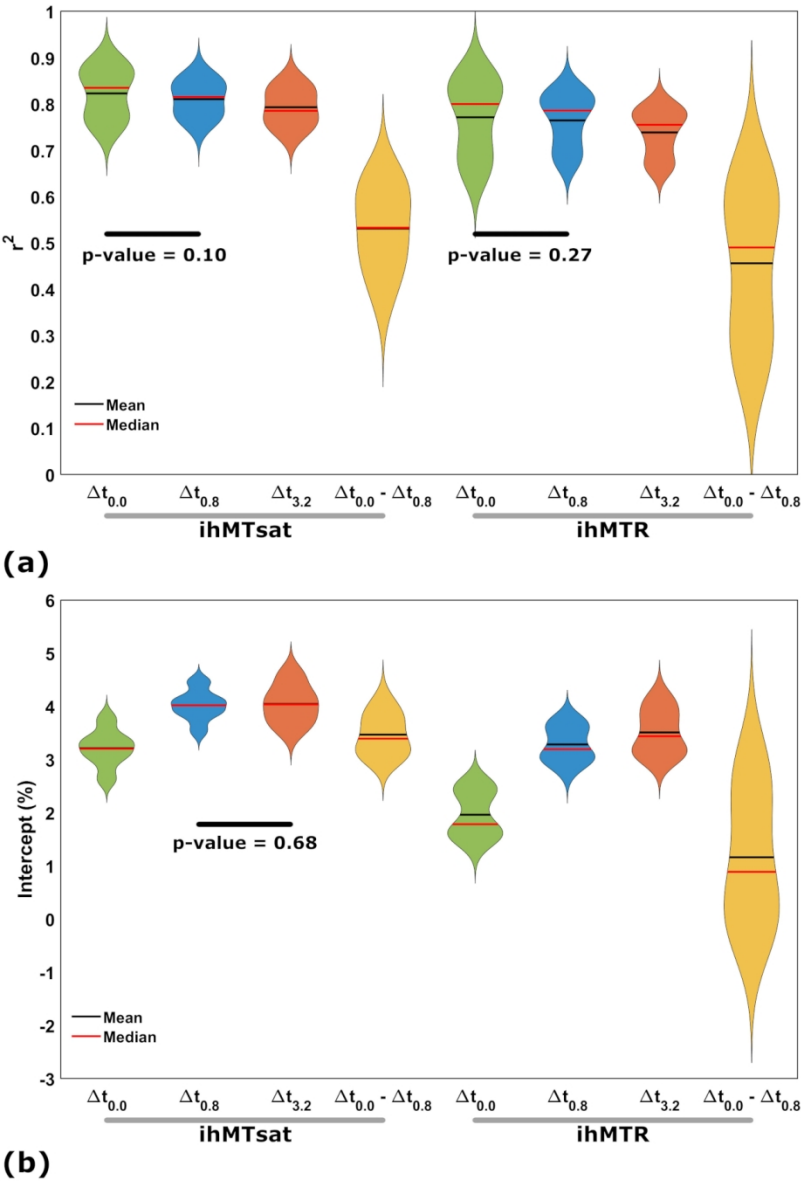 1
0.9
0.8
0.7
0.6
0.5
0.4
0.3
0.2
0.1
0
r²
p-value = 0.10
p-value = 0.27
Mean
Median
Δt₀.₀ Δt₀.₈ Δt₃.₂ Δt₀.₀ - Δt₀.₈ Δt₀.₀ Δt₀.₈ Δt₃.₂ Δt₀.₀ - Δt₀.₈
ihMTsat ihMTR
(a)
6
5
4
3
2
1
0
-1
-2
-3
Intercept (%)
p-value = 0.68
Mean
Median
Δt₀.₀ Δt₀.₈ Δt₃.₂ Δt₀.₀ - Δt₀.₈ Δt₀.₀ Δt₀.₈ Δt₃.₂ Δt₀.₀ - Δt₀.₈
ihMTsat ihMTR
(b)